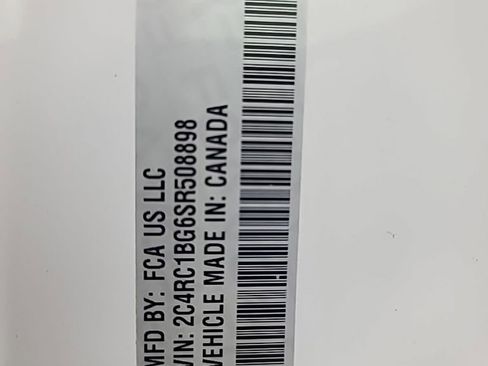 MFD BY: FCA US LLC
VIN: 2C4RC1BG6SR508898
VEHICLE MADE IN: CANADA